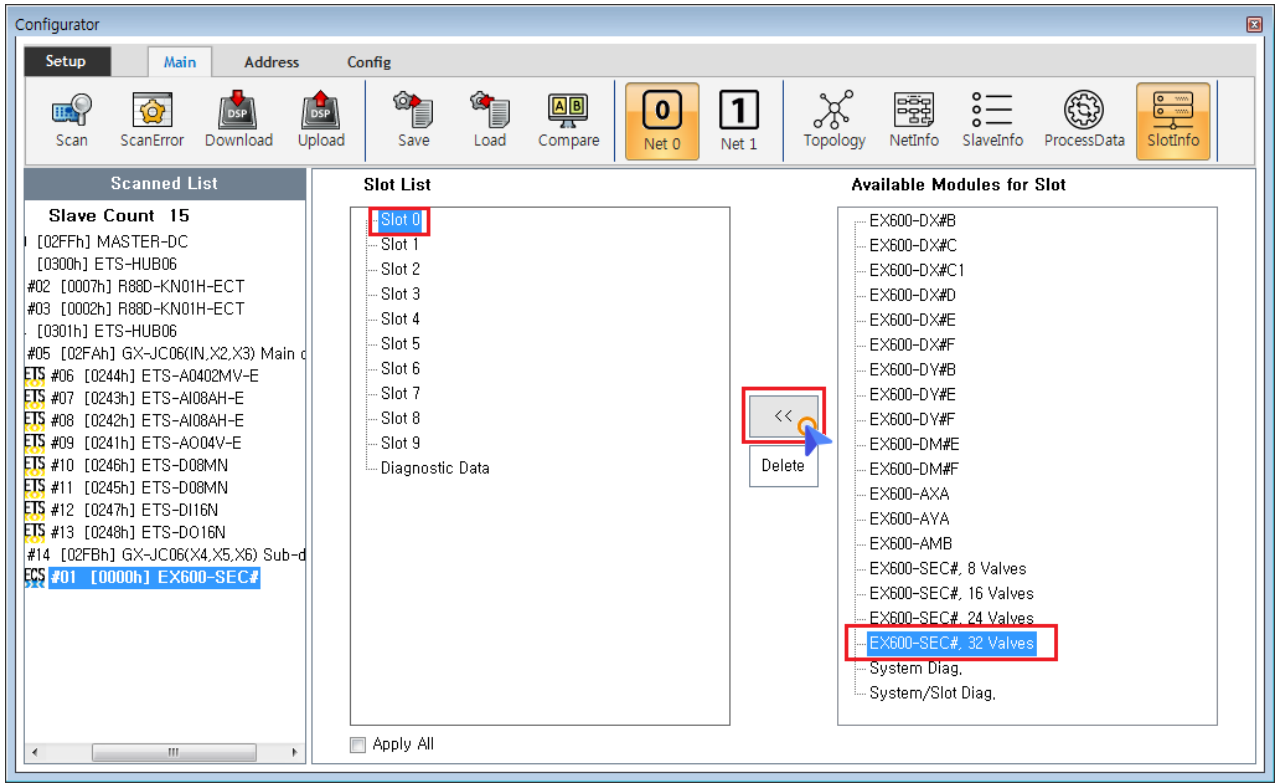 Configurator
Setup Main Address Config
Scan ScanError Download Upload Save Load Compare Net 0 Net 1 Topology NetInfo SlaveInfo ProcessData SlotInfo
Scanned List
Slave Count 15
[02FFh] MASTER-DC
[0300h] ETS-HUB06
#02 [0007h] R88D-KN01H-ECT
#03 [0002h] R88D-KN01H-ECT
[0301h] ETS-HUB06
#05 [02FAh] GX-JC06(IN,X2,X3) Main
ETS #06 [0244h] ETS-A0402MV-E
ETS #07 [0243h] ETS-AI08AH-E
ETS #08 [0242h] ETS-AI08AH-E
ETS #09 [0241h] ETS-AO04V-E
ETS #10 [0246h] ETS-D08MN
ETS #11 [0245h] ETS-D08MN
ETS #12 [0247h] ETS-DI16N
ETS #13 [0248h] ETS-DO16N
#14 [02FBh] GX-JC06(X4,X5,X6) Sub-d
ECS #01 [0000h] EX600-SEC#
Slot List
Slot 0
Slot 1
Slot 2
Slot 3
Slot 4
Slot 5
Slot 6
Slot 7
Slot 8
Slot 9
Diagnostic Data
Apply All
<<
Delete
Available Modules for Slot
EX600-DX#B
EX600-DX#C
EX600-DX#C1
EX600-DX#D
EX600-DX#E
EX600-DX#F
EX600-DY#B
EX600-DY#E
EX600-DY#F
EX600-DM#E
EX600-DM#F
EX600-AXA
EX600-AYA
EX600-AMB
EX600-SEC#, 8 Valves
EX600-SEC#, 16 Valves
EX600-SEC#, 24 Valves
EX600-SEC#, 32 Valves
System Diag,
System/Slot Diag,